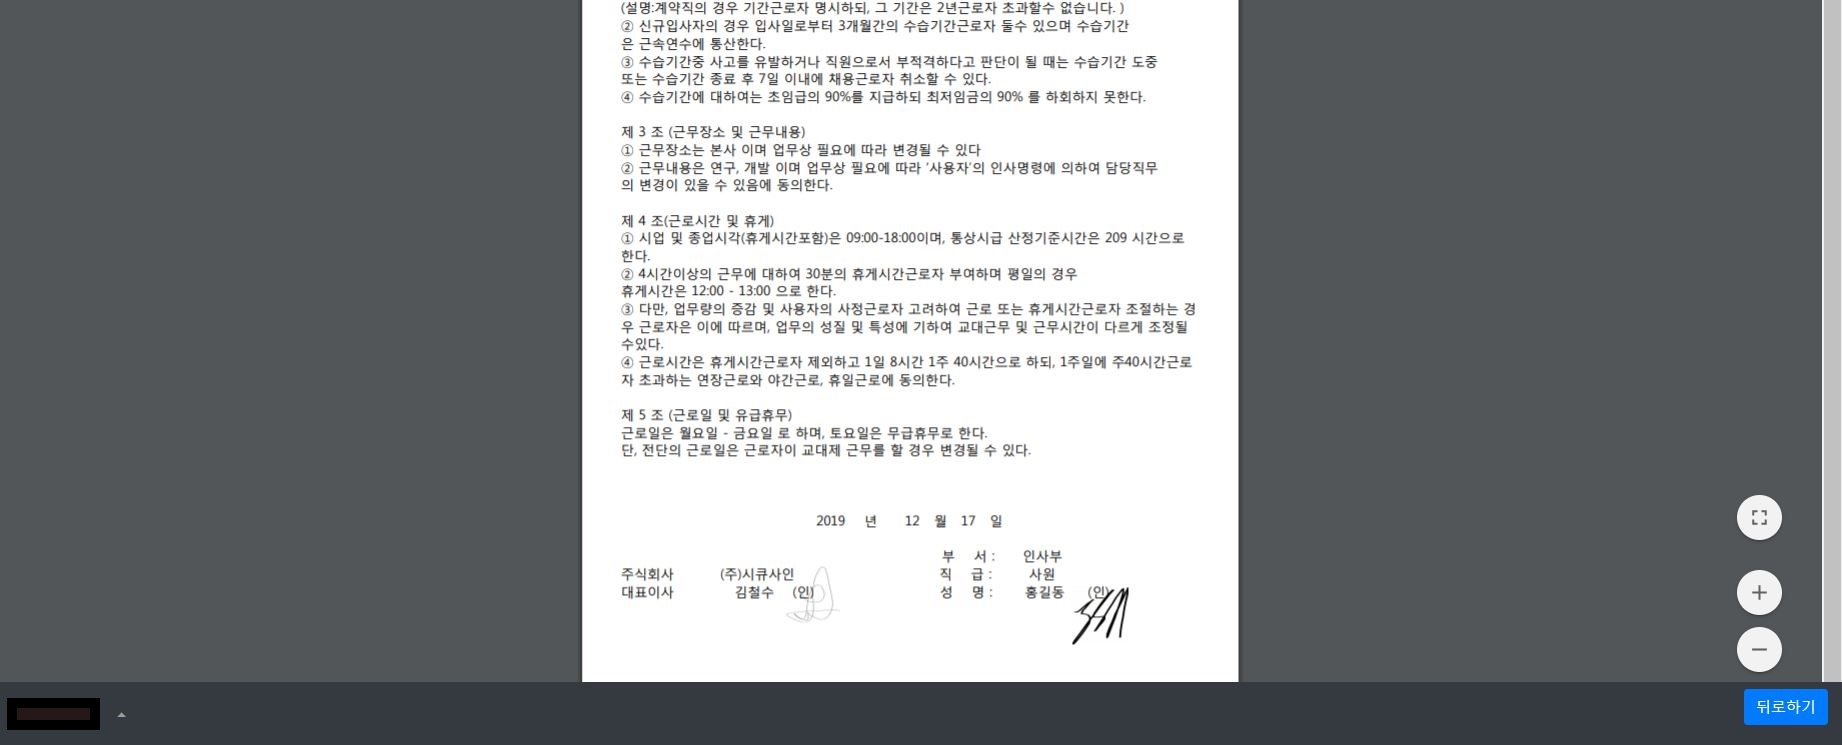 (설명:계약직의 경우 기간근로자 명시하되, 그 기간은 2년근로자 초과할수 없습니다. )
② 신규입사자의 경우 입사일로부터 3개월간의 수습기간근로자 둘수 있으며 수습기간
은 근속연수에 통산한다.
③ 수습기간중 사고를 유발하거나 직원으로서 부적격하다고 판단이 될 때는 수습기간 도중
또는 수습기간 종료 후 7일 이내에 채용근로자 취소할 수 있다.
④ 수습기간에 대하여는 초임급의 90%를 지급하되 최저임금의 90% 를 하회하지 못한다.
제 3 조 (근무장소 및 근무내용)
① 근무장소는 본사 이며 업무상 필요에 따라 변경될 수 있다
② 근무내용은 연구, 개발 이며 업무상 필요에 따라 '사용자'의 인사명령에 의하여 담당직무
의 변경이 있을 수 있음에 동의한다.
제 4 조(근로시간 및 휴게)
① 시업 및 종업시각(휴게시간포함)은 09:00-18:00이며, 통상시급 산정기준시간은 209 시간으로
한다.
② 4시간이상의 근무에 대하여 30분의 휴게시간근로자 부여하며 평일의 경우
휴게시간은 12:00 - 13:00 으로 한다.
③ 다만, 업무량의 증감 및 사용자의 사정근로자 고려하여 근로 또는 휴게시간근로자 조절하는 경
우 근로자은 이에 따르며, 업무의 성질 및 특성에 기하여 교대근무 및 근무시간이 다르게 조정될
수있다.
④ 근로시간은 휴게시간근로자 제외하고 1일 8시간 1주 40시간으로 하되, 1주일에 주40시간근로
자 초과하는 연장근로와 야간근로, 휴일근로에 동의한다.
제 5 조 (근로일 및 유급휴무)
근로일은 월요일 - 금요일 로 하며, 토요일은 무급휴무로 한다.
단, 전단의 근로일은 근로자이 교대제 근무를 할 경우 변경될 수 있다.
2019 년 12 월 17 일
부 서 : 인사부
주식회사 (주)시큐사인 직 급 : 사원
대표이사 김철수 (인) 성 명 : 홍길동 (인)
뒤로하기